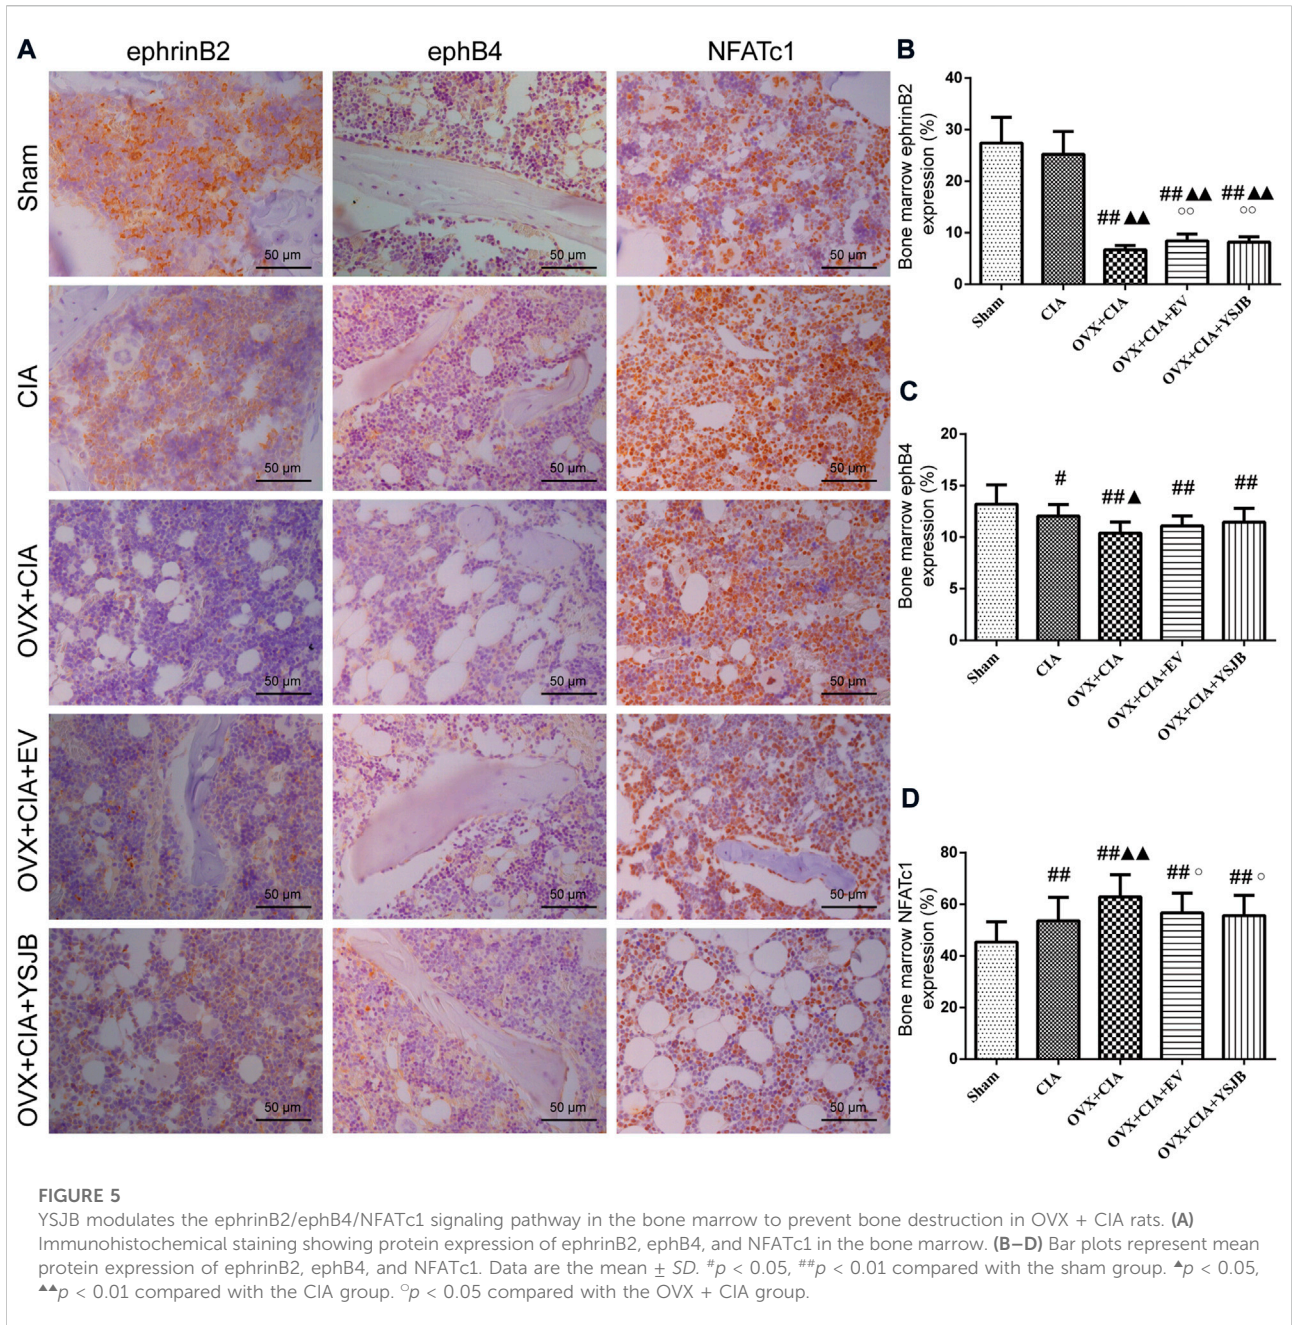 A
ephrinB2
ephB4
NFATc1
Sham
50 µm
50 µm
50 µm
CIA
50 µm
50 µm
50 µm
OVX+CIA
50 µm
50 µm
50 µm
OVX+CIA+EV
50 µm
50 µm
50 µm
OVX+CIA+YSJB
50 µm
50 µm
50 µm
B
Bone marrow ephrinB2
expression (%)
40
30
20
10
0
## ▲▲
## ▲▲
○○
## ▲▲
○○
Sham
CIA
OVX+CIA
OVX+CIA+EV
OVX+CIA+YSJB
C
Bone marrow ephB4
expression (%)
20
15
10
5
0
#
## ▲
##
##
Sham
CIA
OVX+CIA
OVX+CIA+EV
OVX+CIA+YSJB
D
Bone marrow NFATc1
expression (%)
80
60
40
20
0
##
##▲▲
## ○
## ○
Sham
CIA
OVX+CIA
OVX+CIA+EV
OVX+CIA+YSJB
FIGURE 5
YSJB modulates the ephrinB2/ephB4/NFATc1 signaling pathway in the bone marrow to prevent bone destruction in OVX + CIA rats. (A)
Immunohistochemical staining showing protein expression of ephrinB2, ephB4, and NFATc1 in the bone marrow. (B–D) Bar plots represent mean
protein expression of ephrinB2, ephB4, and NFATc1. Data are the mean ± SD. #p < 0.05, ##p < 0.01 compared with the sham group. ▲p < 0.05,
▲▲p < 0.01 compared with the CIA group. ○p < 0.05 compared with the OVX + CIA group.